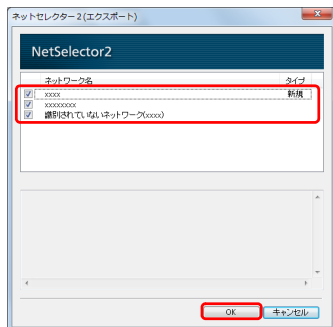 ネットセレクター2(エクスポート)
NetSelector2
ネットワーク名 タイプ
xxxx 新規
xxxxxxxx
識別されていないネットワーク(xxxx)
OK キャンセル